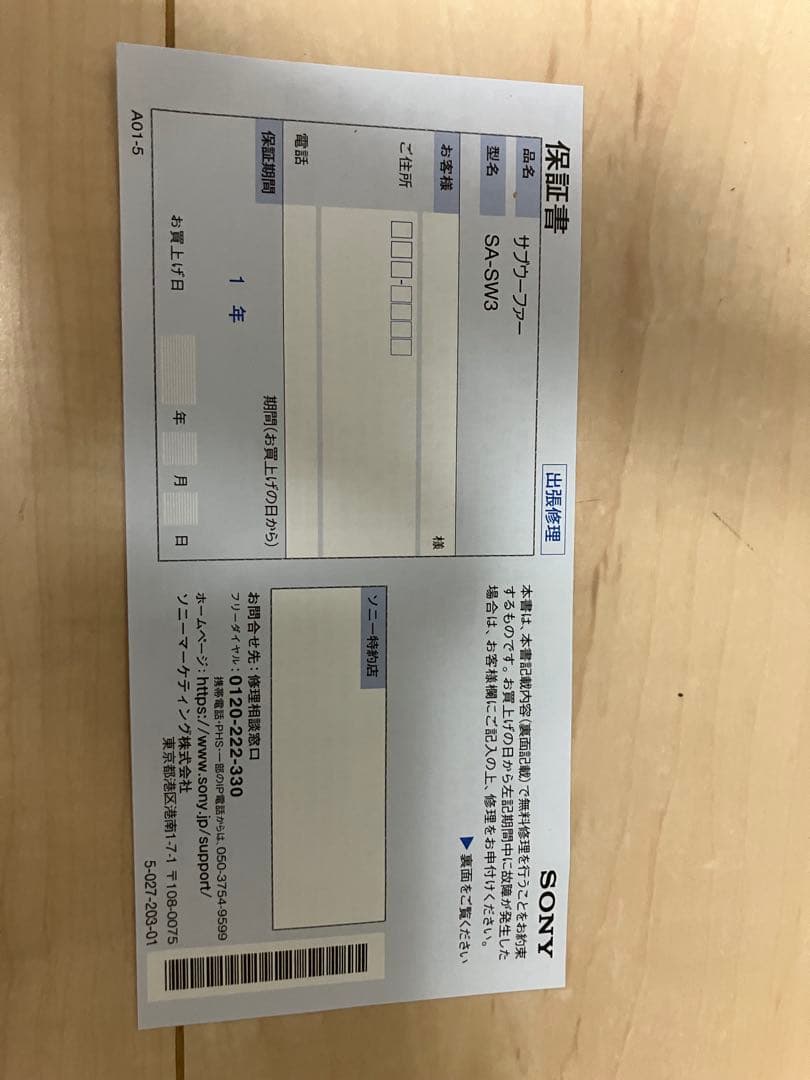 保証書
出張修理
SONY
品名 サブウーファー
型名 SA-SW3
お客様 様
ご住所 □□□-□□□□
電話
保証期間 期間(お買上げの日から)
1 年
お買上げ日 年 月 日
A01-5
本書は、本書記載内容(裏面記載)で無料修理を行うことをお約束
するものです。お買上げの日から左記期間中に故障が発生した
場合は、お客様欄にご記入の上、修理をお申付けください。
▶裏面をご覧ください
ソニー特約店
お問合せ先:修理相談窓口
フリーダイヤル:0120-222-330
携帯電話・PHS・一部のIP電話からは、050-3754-9599
ホームページ:https://www.sony.jp/support/
ソニーマーケティング株式会社
東京都港区港南1-7-1 〒108-0075
5-027-203-01